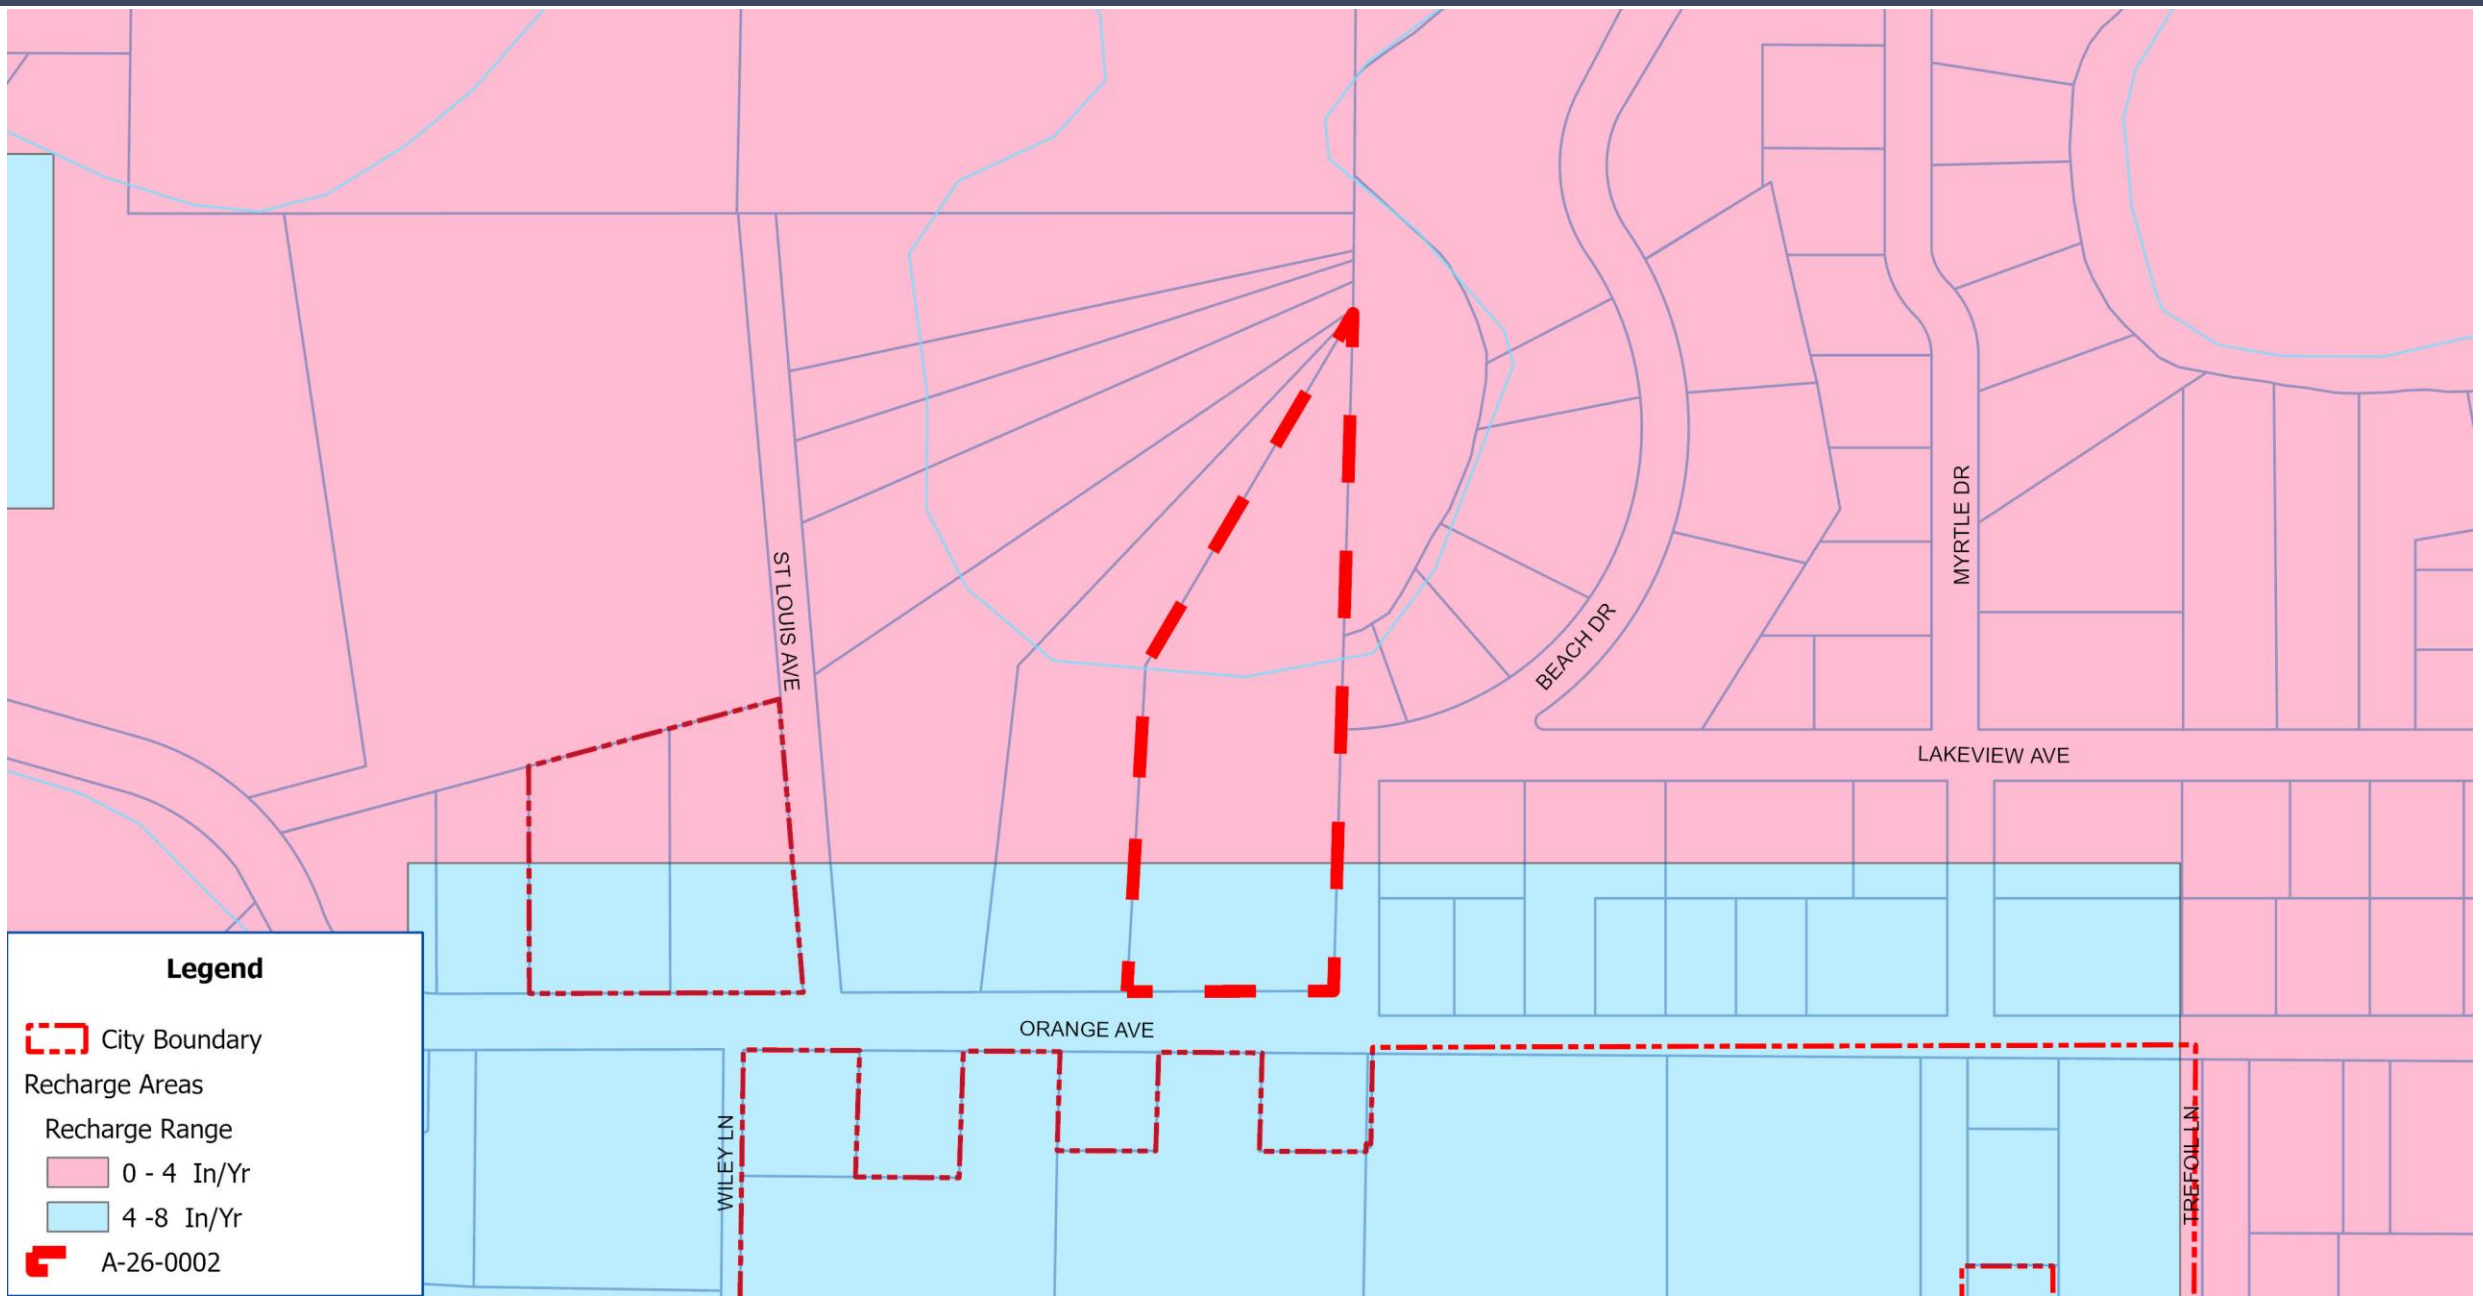 MYRTLE DR
ST LOUIS AVE
BEACH DR
LAKEVIEW AVE
ORANGE AVE
WILEY LN
TREFOIL LN
Legend
City Boundary
Recharge Areas
Recharge Range
0 - 4 In/Yr
4 -8 In/Yr
A-26-0002